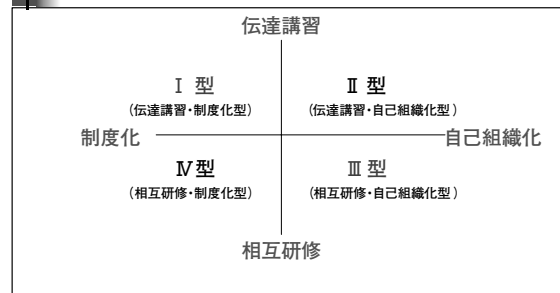 伝達講習
Ⅰ 型
Ⅱ 型
(伝達講習・制度化型)
(伝達講習・自己組織化型)
制度化
自己組織化
Ⅳ型
Ⅲ 型
(相互研修・制度化型)
(相互研修・自己組織化型)
相互研修